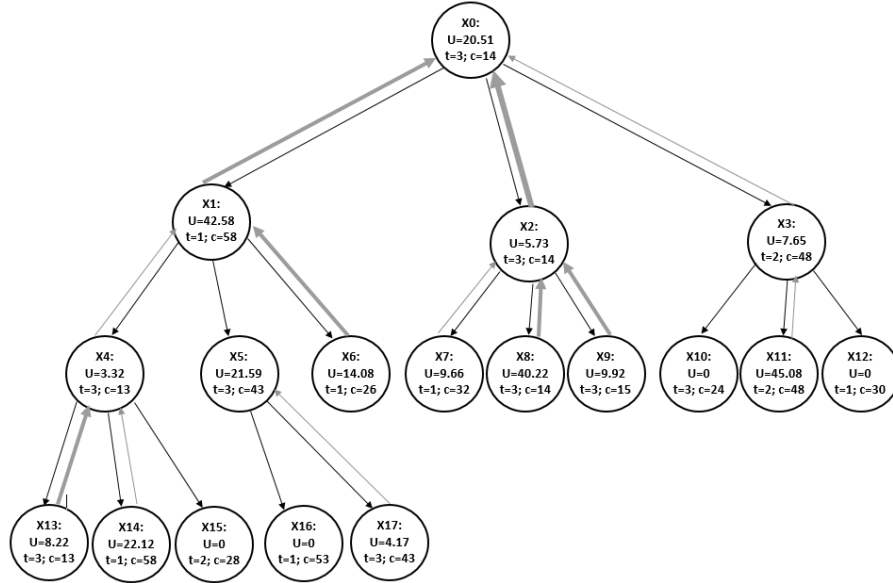 X0:
U=20.51
t=3; c=14
X1:
U=42.58
t=1; c=58
X2:
U=5.73
t=3; c=14
X3:
U=7.65
t=2; c=48
X4:
U=3.32
t=3; c=13
X5:
U=21.59
t=3; c=43
X6:
U=14.08
t=1; c=26
X7:
U=9.66
t=1; c=32
X8:
U=40.22
t=3; c=14
X9:
U=9.92
t=3; c=15
X10:
U=0
t=3; c=24
X11:
U=45.08
t=2; c=48
X12:
U=0
t=1; c=30
X13:
U=8.22
t=3; c=13
X14:
U=22.12
t=1; c=58
X15:
U=0
t=2; c=28
X16:
U=0
t=1; c=53
X17:
U=4.17
t=3; c=43